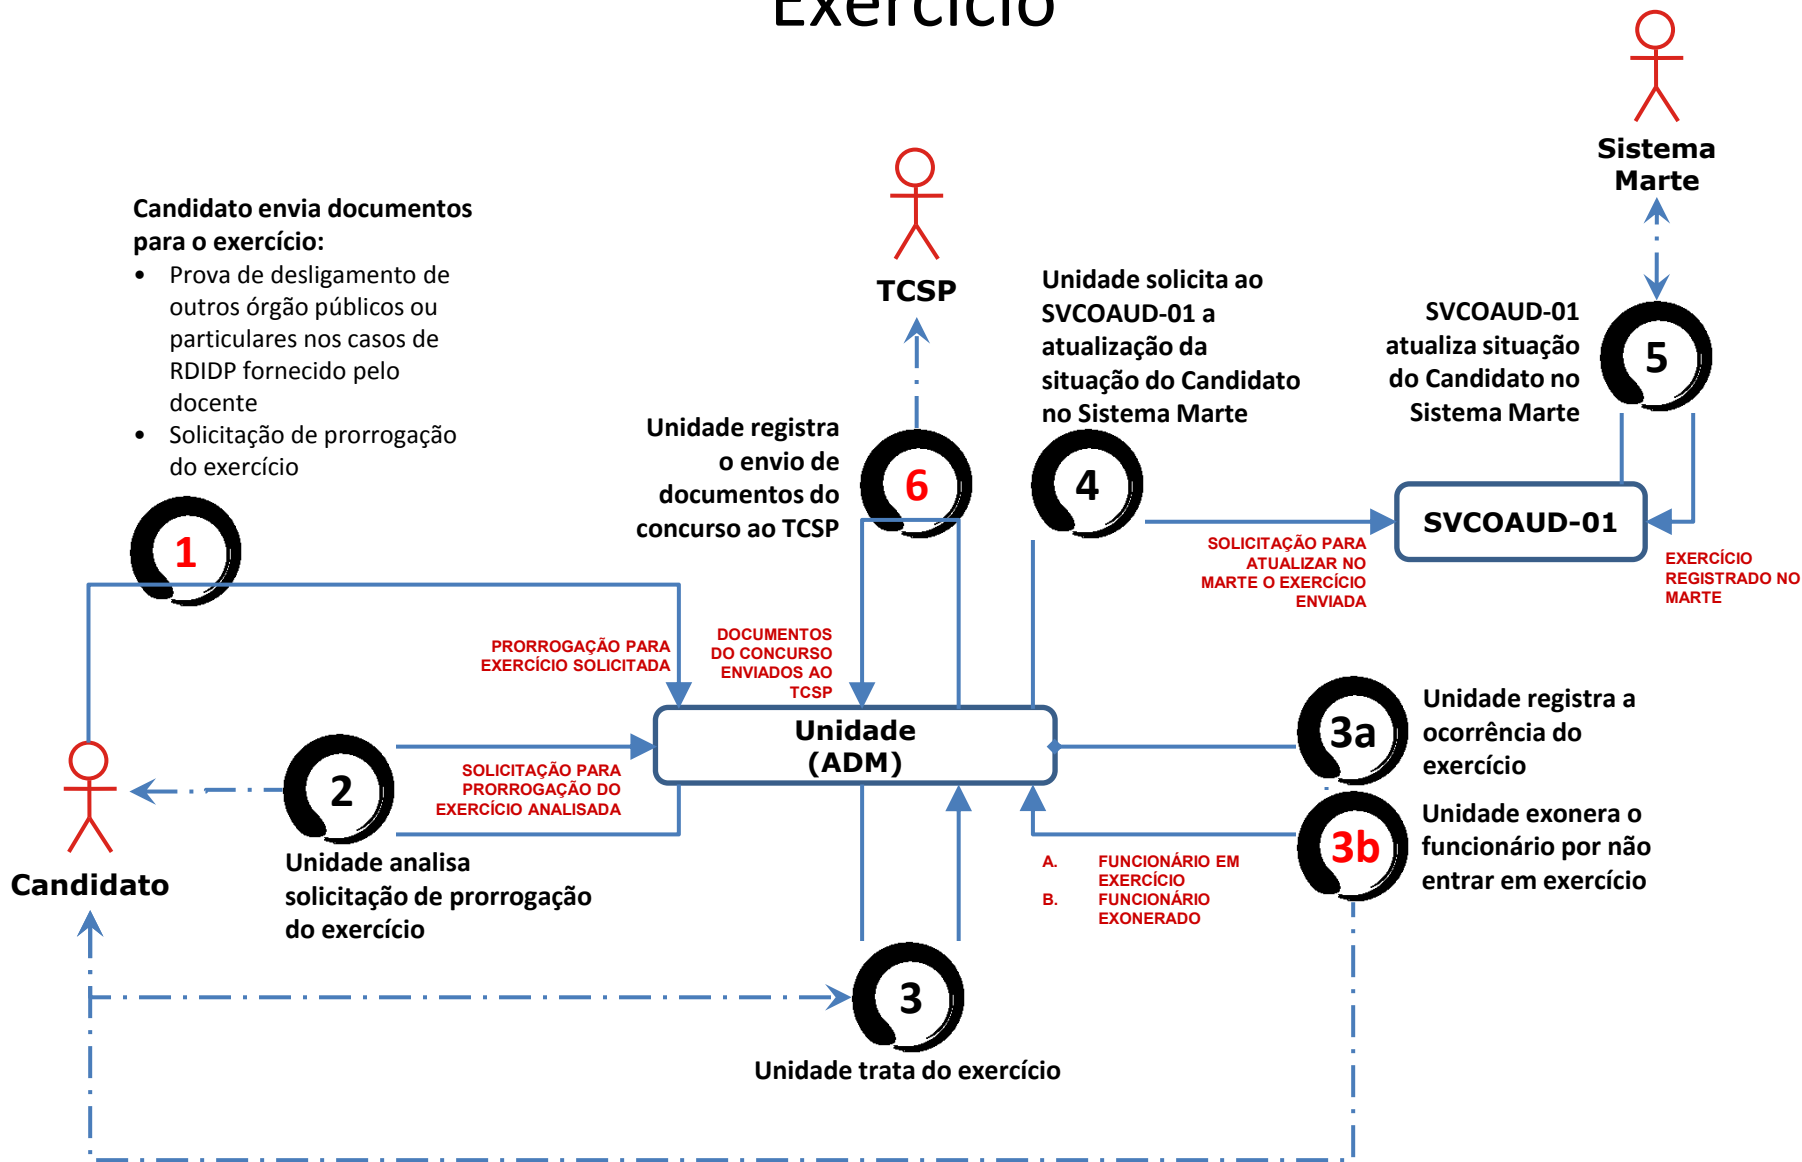 Exercício
Sistema
Marte
Candidato envia documentos
para o exercício:
• Prova de desligamento de
outros órgão públicos ou
particulares nos casos de
RDIDP fornecido pelo
docente
• Solicitação de prorrogação
do exercício
1
TCSP
Unidade registra
o envio de
documentos do
concurso ao TCSP
6
Unidade solicita ao
SVCOAUD-01 a
atualização da
situação do Candidato
no Sistema Marte
4
SVCOAUD-01
atualiza situação
do Candidato no
Sistema Marte
5
SVCOAUD-01
SOLICITAÇÃO PARA
ATUALIZAR NO
MARTE O EXERCÍCIO
ENVIADA
EXERCÍCIO
REGISTRADO NO
MARTE
PRORROGAÇÃO PARA
EXERCÍCIO SOLICITADA
DOCUMENTOS
DO CONCURSO
ENVIADOS AO
TCSP
Unidade
(ADM)
3a
Unidade registra a
ocorrência do
exercício
2
SOLICITAÇÃO PARA
PRORROGAÇÃO DO
EXERCÍCIO ANALISADA
3b
Unidade exonera o
funcionário por não
entrar em exercício
Candidato
Unidade analisa
solicitação de prorrogação
do exercício
A. FUNCIONÁRIO EM
EXERCÍCIO
B. FUNCIONÁRIO
EXONERADO
3
Unidade trata do exercício